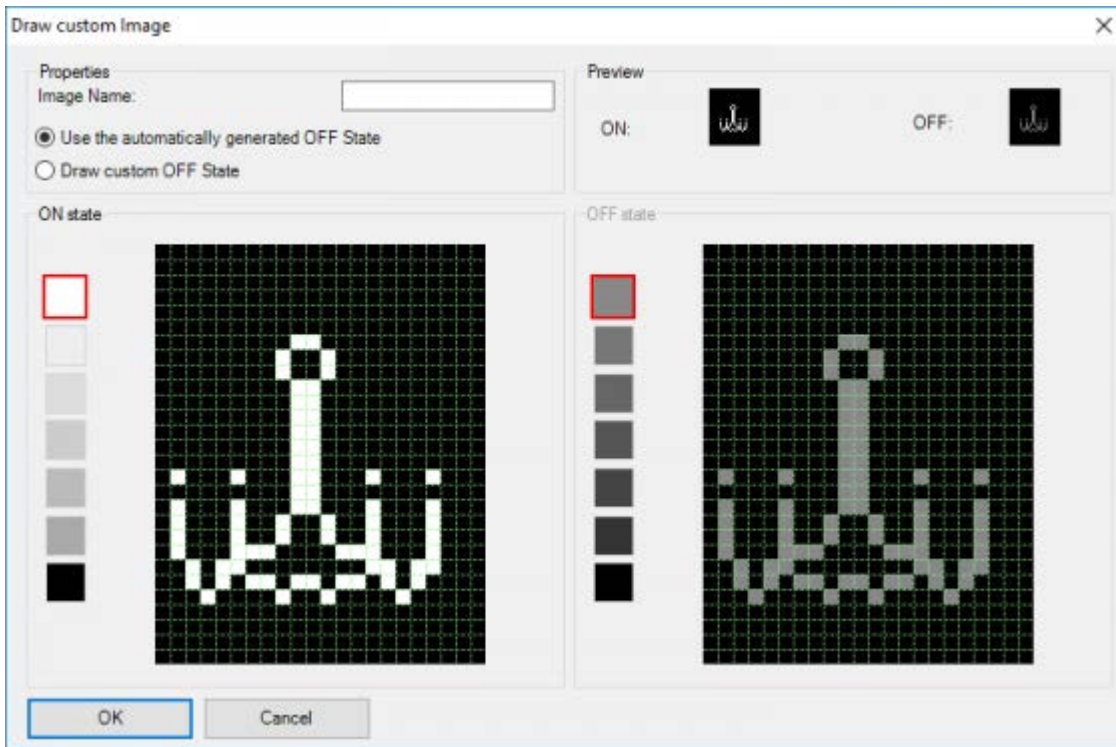 Draw custom Image
Properties
Image Name:
Use the automatically generated OFF State
Draw custom OFF State
Preview
ON:
OFF:
ON state
OFF state
OK
Cancel